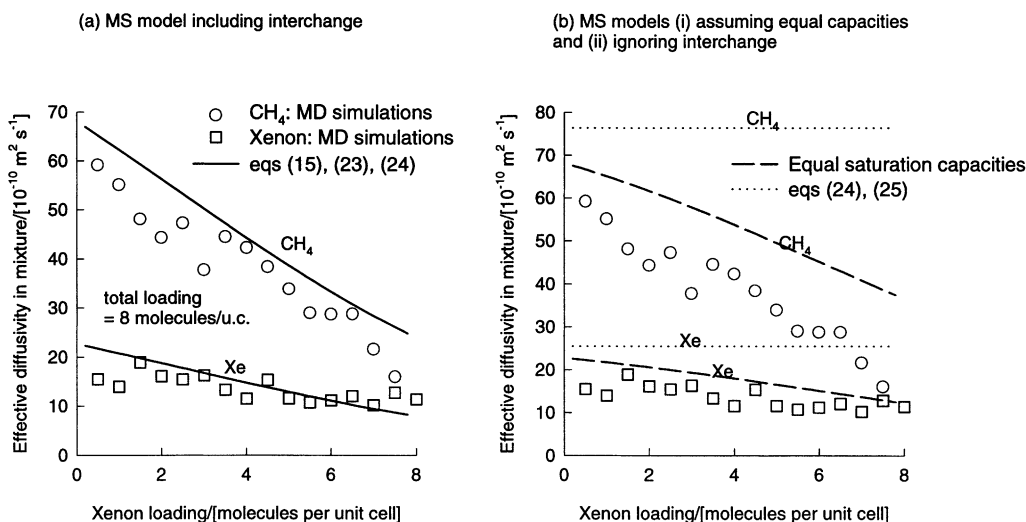 (a) MS model including interchange
Effective diffusivity in mixture/[10⁻¹⁰ m² s⁻¹]
70
60
50
40
30
20
10
0
CH₄: MD simulations
Xenon: MD simulations
eqs (15), (23), (24)
CH₄
total loading
= 8 molecules/u.c.
Xe
0
2
4
6
8
Xenon loading/[molecules per unit cell]
(b) MS models (i) assuming equal capacities
and (ii) ignoring interchange
Effective diffusivity in mixture/[10⁻¹⁰ m² s⁻¹]
80
70
60
50
40
30
20
10
0
CH₄
Equal saturation capacities
eqs (24), (25)
CH₄
Xe
Xe
0
2
4
6
8
Xenon loading/[molecules per unit cell]